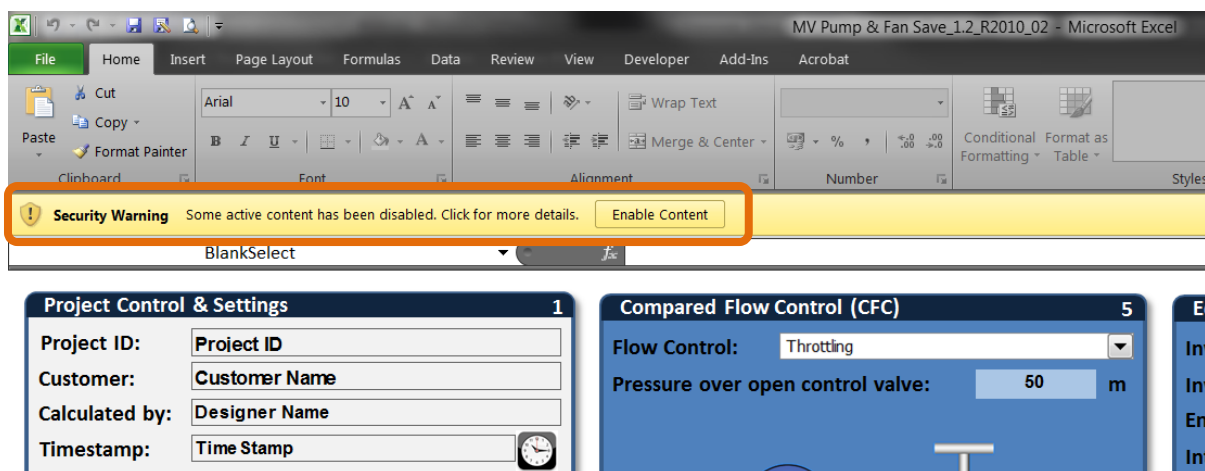 MV Pump & Fan Save_1.2_R2010_02 - Microsoft Excel
File Home Insert Page Layout Formulas Data Review View Developer Add-Ins Acrobat
Cut
Copy
Format Painter
Paste
Arial 10 A A
B I U A
Wrap Text
Merge & Center
% ,
Conditional Formatting
Format as Table
Clipboard Font Alignment Number Styles
Security Warning Some active content has been disabled. Click for more details. Enable Content
BlankSelect fx
Project Control & Settings 1
Project ID: Project ID
Customer: Customer Name
Calculated by: Designer Name
Timestamp: Time Stamp
Compared Flow Control (CFC) 5
Flow Control: Throttling
Pressure over open control valve: 50 m